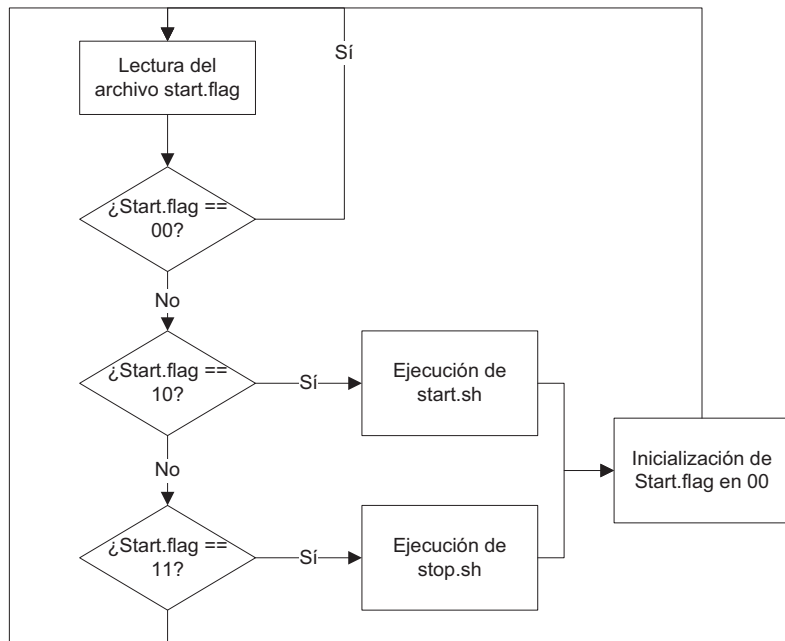 Lectura del
archivo start.flag
Sí
¿Start.flag ==
00?
No
¿Start.flag ==
10?
Sí
Ejecución de
start.sh
Inicialización de
Start.flag en 00
No
¿Start.flag ==
11?
Sí
Ejecución de
stop.sh